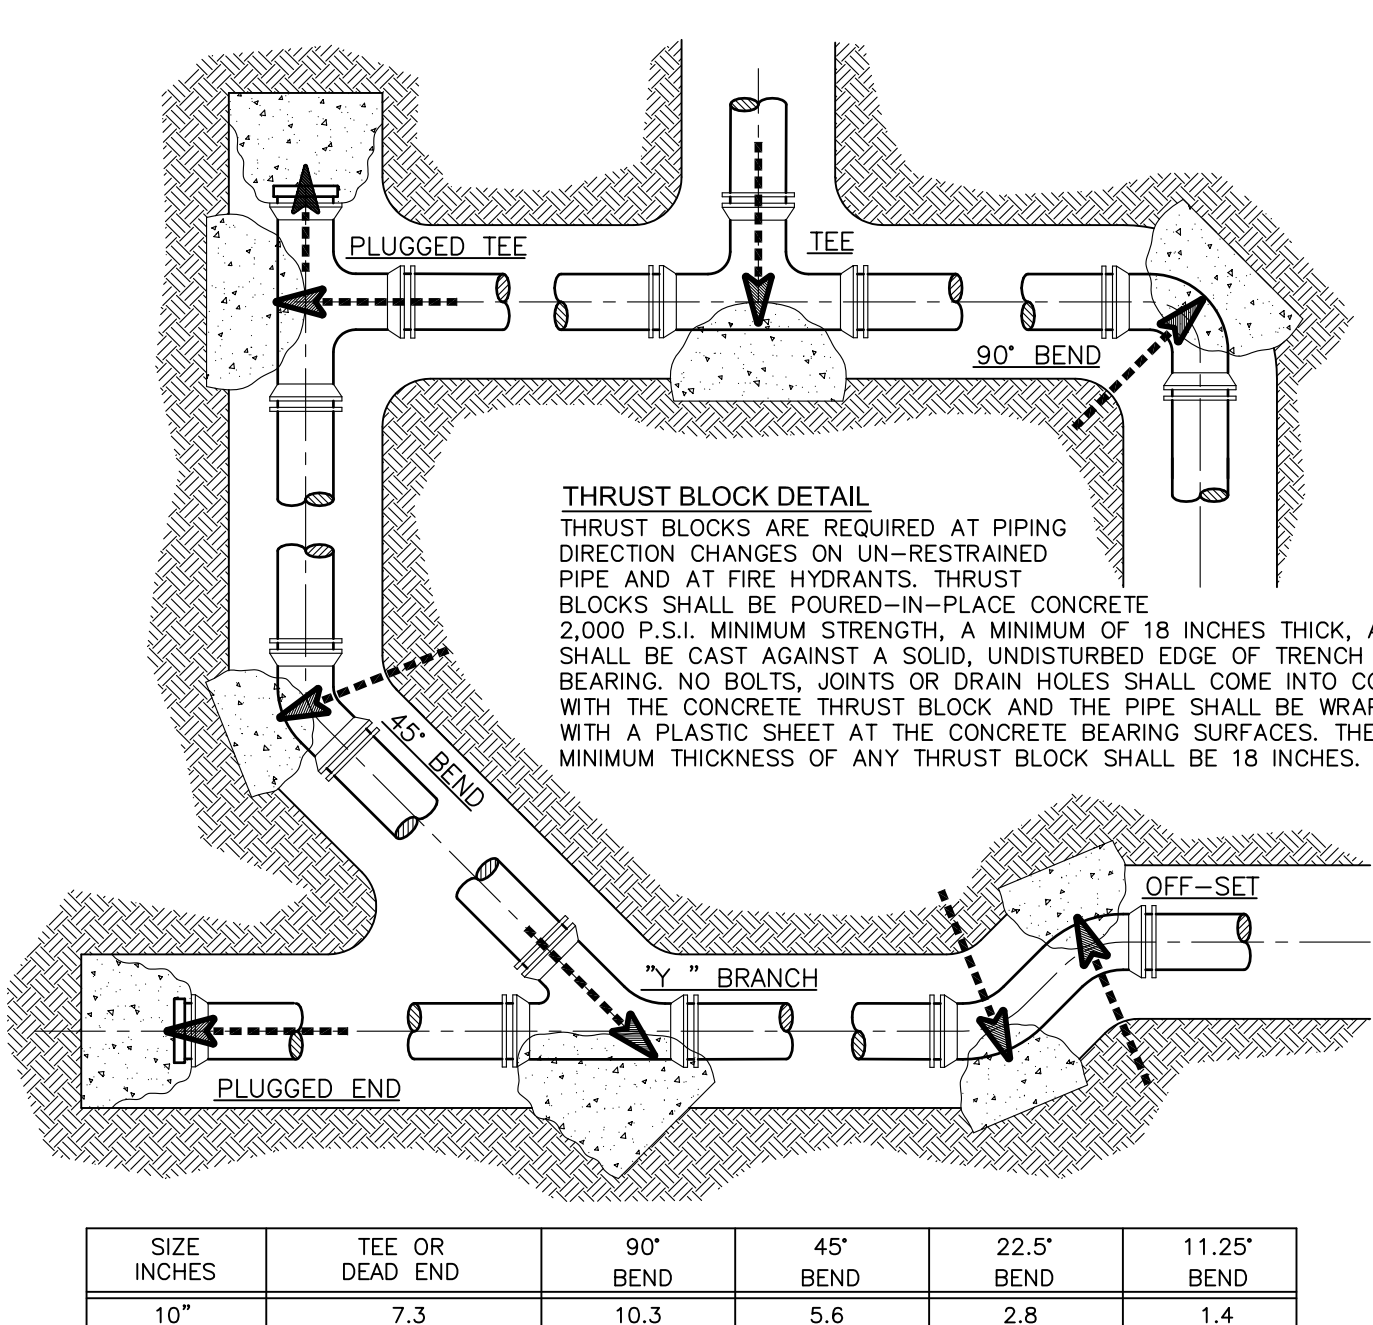 PLUGGED TEE
TEE
90° BEND
THRUST BLOCK DETAIL
THRUST BLOCKS ARE REQUIRED AT PIPING
DIRECTION CHANGES ON UN-RESTRAINED
PIPE AND AT FIRE HYDRANTS. THRUST
BLOCKS SHALL BE POURED-IN-PLACE CONCRETE
2,000 P.S.I. MINIMUM STRENGTH, A MINIMUM OF 18 INCHES THICK,
SHALL BE CAST AGAINST A SOLID, UNDISTURBED EDGE OF TRENCH
BEARING. NO BOLTS, JOINTS OR DRAIN HOLES SHALL COME INTO
WITH THE CONCRETE THRUST BLOCK AND THE PIPE SHALL BE
WITH A PLASTIC SHEET AT THE CONCRETE BEARING SURFACES. THE
MINIMUM THICKNESS OF ANY THRUST BLOCK SHALL BE 18 INCHES.
45° BEND
OFF-SET
"Y " BRANCH
PLUGGED END
SIZE INCHES TEE OR DEAD END 90° BEND 45° BEND 22.5° BEND 11.25° BEND
10" 7.3 10.3 5.6 2.8 1.4